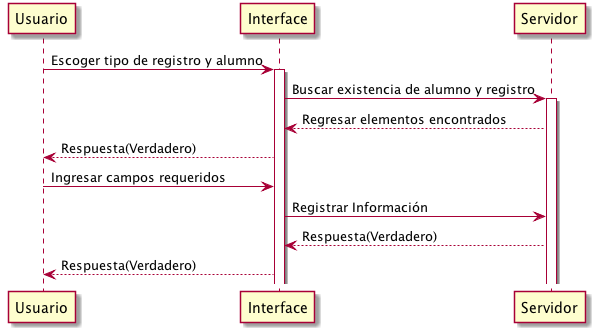 Usuario
Interface
Servidor
Escoger tipo de registro y alumno
Buscar existencia de alumno y registro
Regresar elementos encontrados
Respuesta(Verdadero)
Ingresar campos requeridos
Registrar Información
Respuesta(Verdadero)
Respuesta(Verdadero)
Usuario
Interface
Servidor